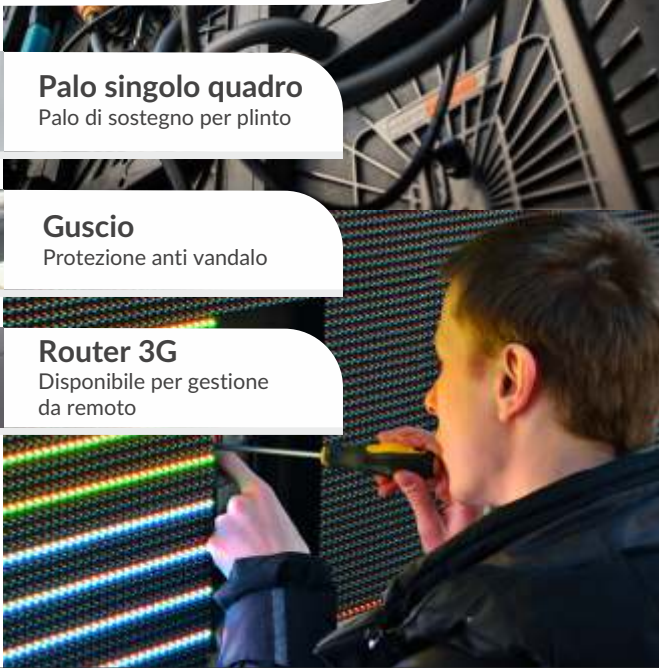 Palo singolo quadro
Palo di sostegno per plinto
Guscio
Protezione anti vandalo
Router 3G
Disponibile per gestione
da remoto